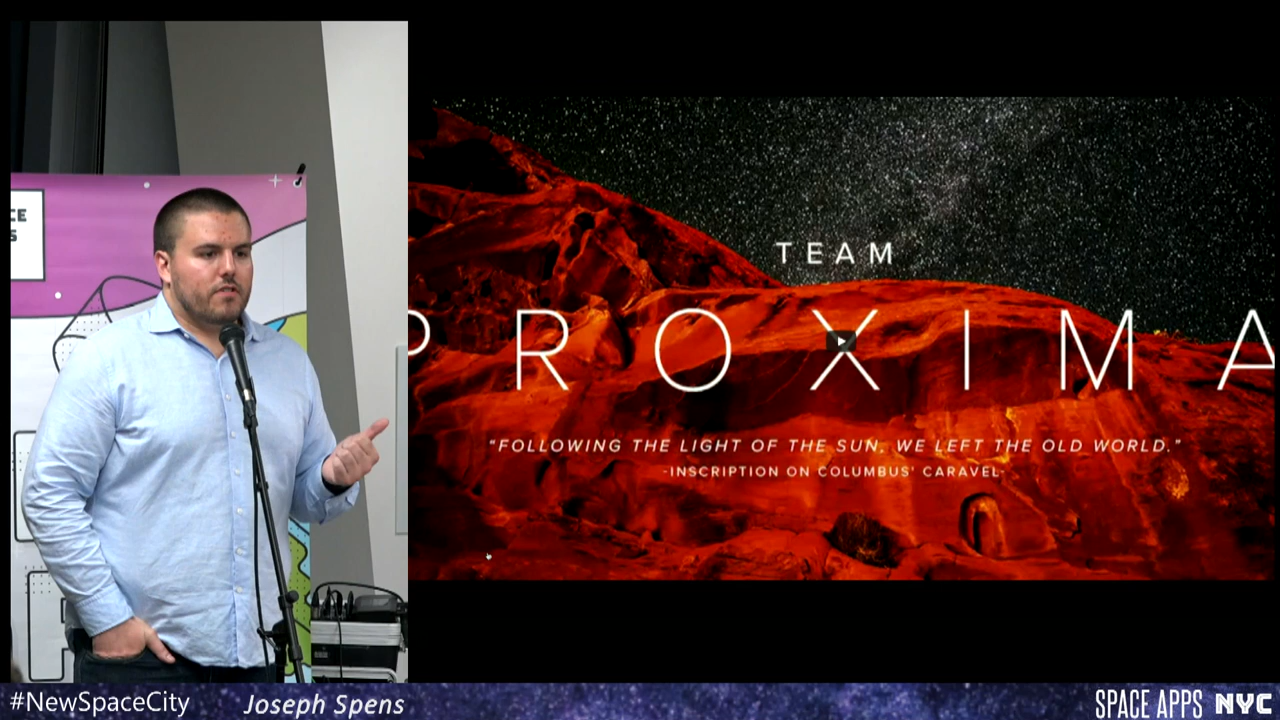 TEAM
PROXIMA
"FOLLOWING THE LIGHT OF THE SUN, WE LEFT THE OLD WORLD."
-INSCRIPTION ON COLUMBUS' CARAVEL-
#NewSpaceCity
Joseph Spens
SPACE APPS NYC